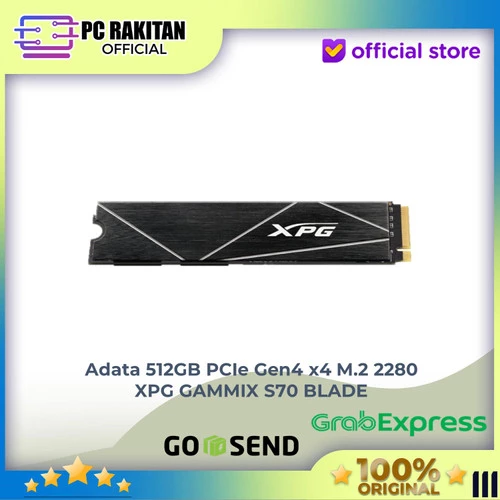 PC RAKITAN
OFFICIAL
official store
XPG
Adata 512GB PCIe Gen4 x4 M.2 2280
XPG GAMMIX S70 BLADE
GrabExpress
GO SEND
100%
ORIGINAL